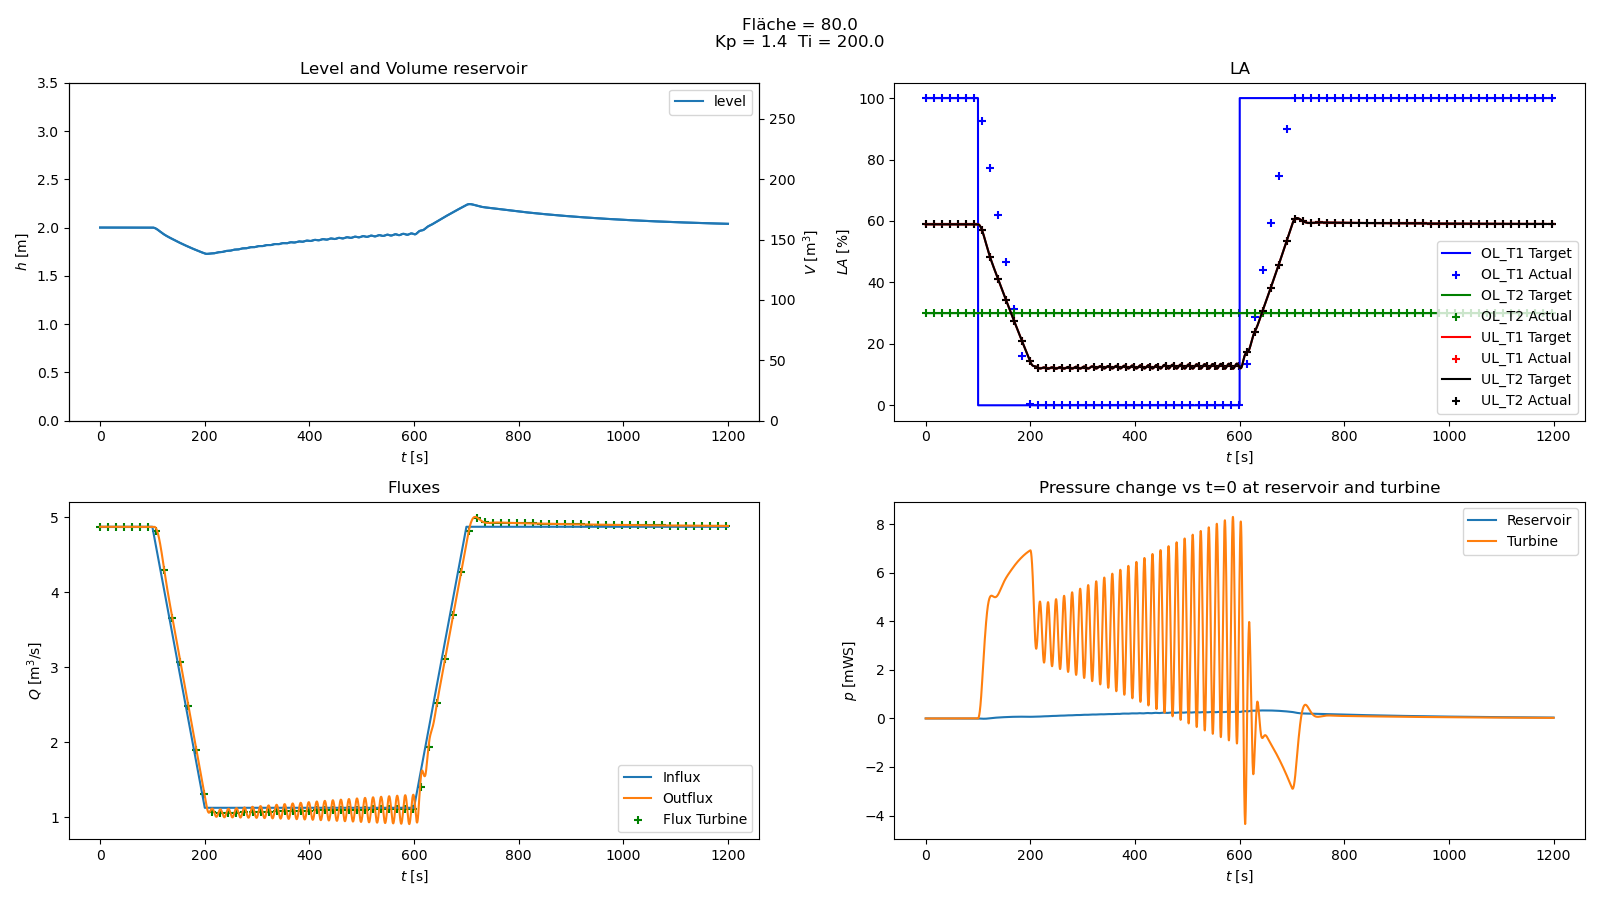 Fläche = 80.0
Kp = 1.4  Ti = 200.0
Level and Volume reservoir
3.5
3.0
2.5
2.0
1.5
1.0
0.5
0.0
h [m]
level
250
200
150
100
50
0
V [m³]
0 200 400 600 800 1000 1200
t [s]
LA
100
80
60
40
20
0
LA [%]
OL_T1 Target
OL_T1 Actual
OL_T2 Target
OL_T2 Actual
UL_T1 Target
UL_T1 Actual
UL_T2 Target
UL_T2 Actual
0 200 400 600 800 1000 1200
t [s]
Fluxes
5
4
3
2
1
Q [m³/s]
Influx
Outflux
Flux Turbine
0 200 400 600 800 1000 1200
t [s]
Pressure change vs t=0 at reservoir and turbine
8
6
4
2
0
−2
−4
p [mWS]
Reservoir
Turbine
0 200 400 600 800 1000 1200
t [s]